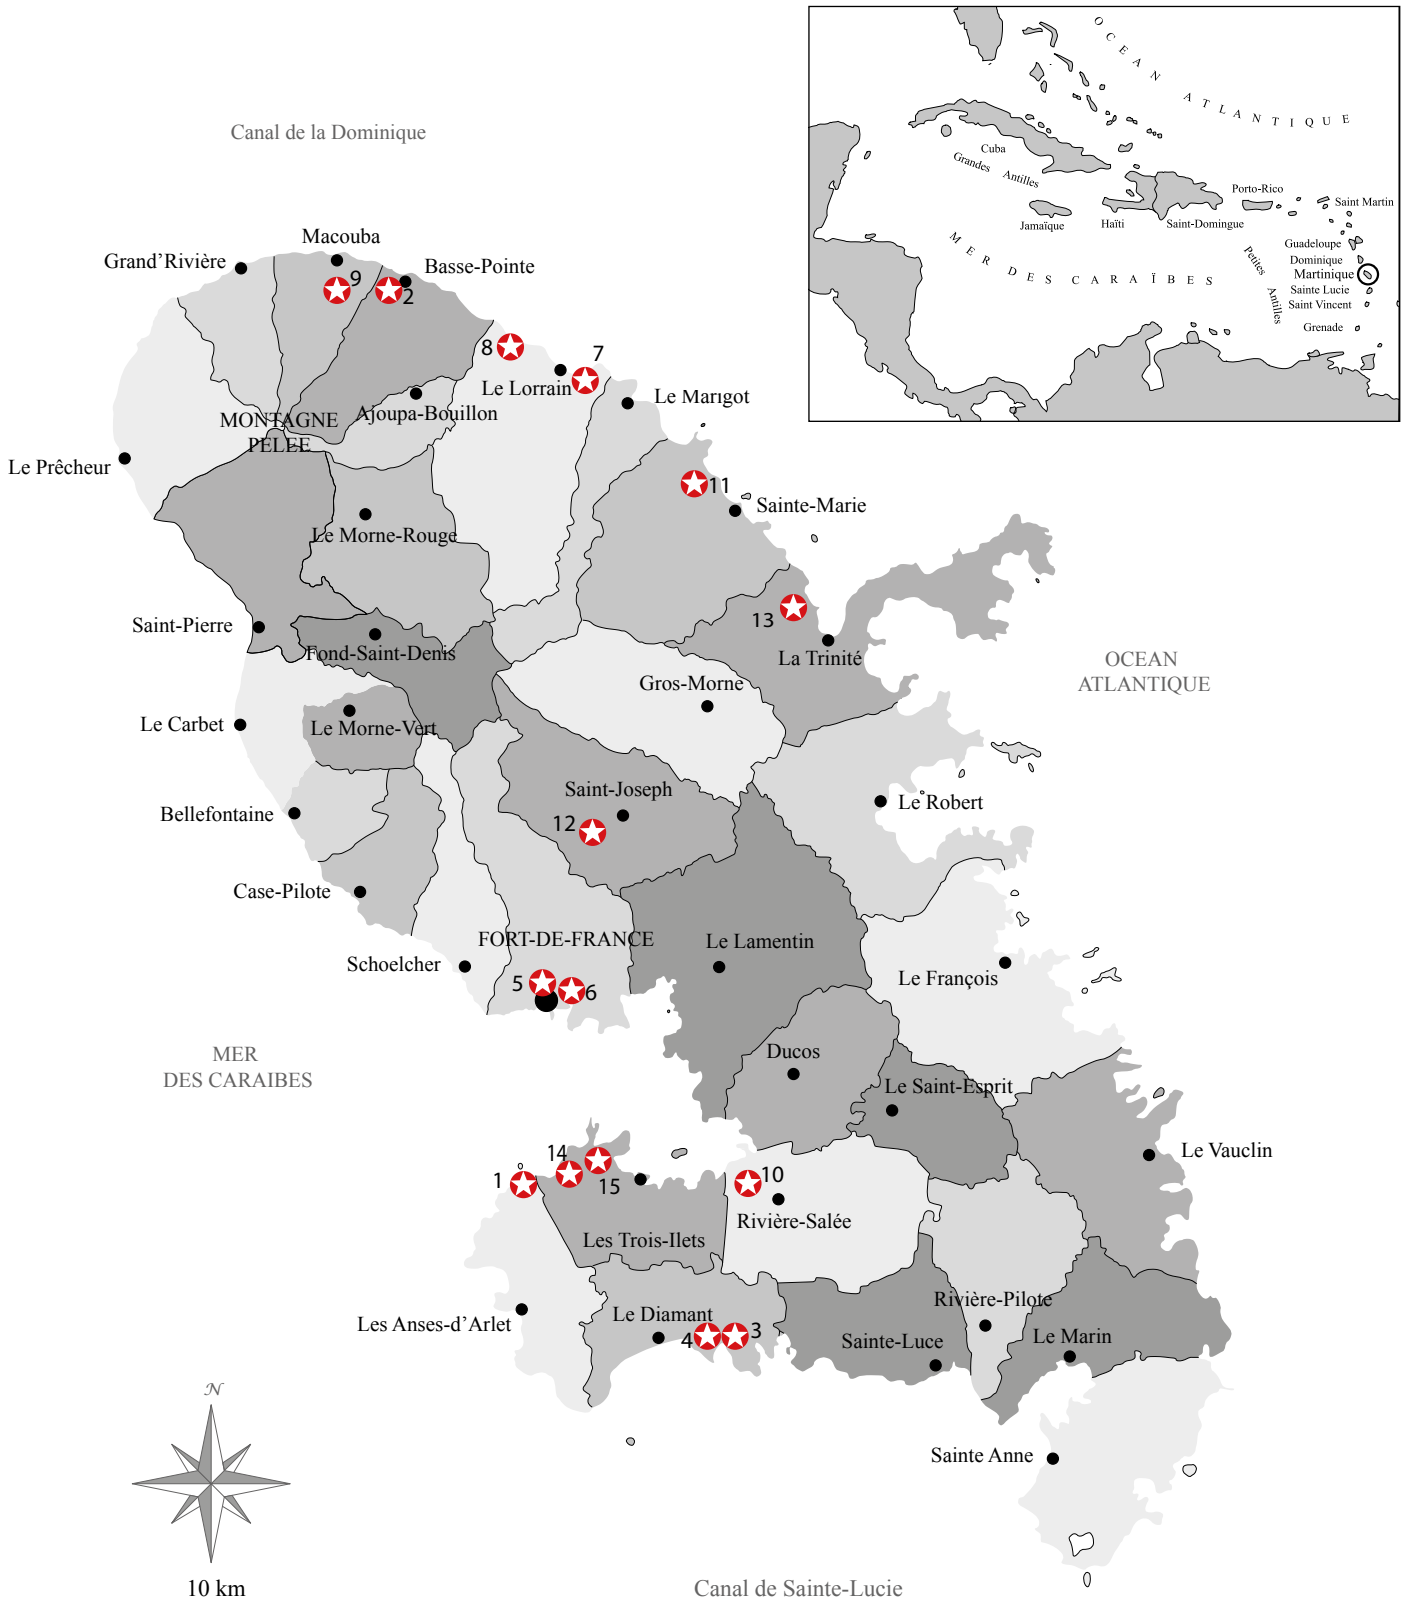 OCEAN ATLANTIQUE
Cuba
Grandes Antilles
Porto-Rico
Saint Martin
Jamaïque
Haïti
Saint-Domingue
MER DES CARAÏBES
Petites Antilles
Guadeloupe
Dominique
Martinique
Sainte Lucie
Saint Vincent
Grenade
Canal de la Dominique
Macouba
Grand'Rivière
Basse-Pointe
9
2
8
7
Le Lorrain
Le Marigot
Ajoupa-Bouillon
MONTAGNE
PELEE
Le Prêcheur
11
Sainte-Marie
Le Morne-Rouge
13
Saint-Pierre
Fond-Saint-Denis
La Trinité
OCEAN
ATLANTIQUE
Gros-Morne
Le Carbet
Le Morne-Vert
Saint-Joseph
Le Robert
Bellefontaine
12
Case-Pilote
FORT-DE-FRANCE
Le Lamentin
Schoelcher
Le François
5
6
MER
DES CARAIBES
Ducos
Le Saint-Esprit
Le Vauclin
14
1
15
10
Rivière-Salée
Les Trois-Ilets
Rivière-Pilote
Le Diamant
Les Anses-d'Arlet
4
3
Sainte-Luce
Le Marin
N
Sainte Anne
10 km
Canal de Sainte-Lucie